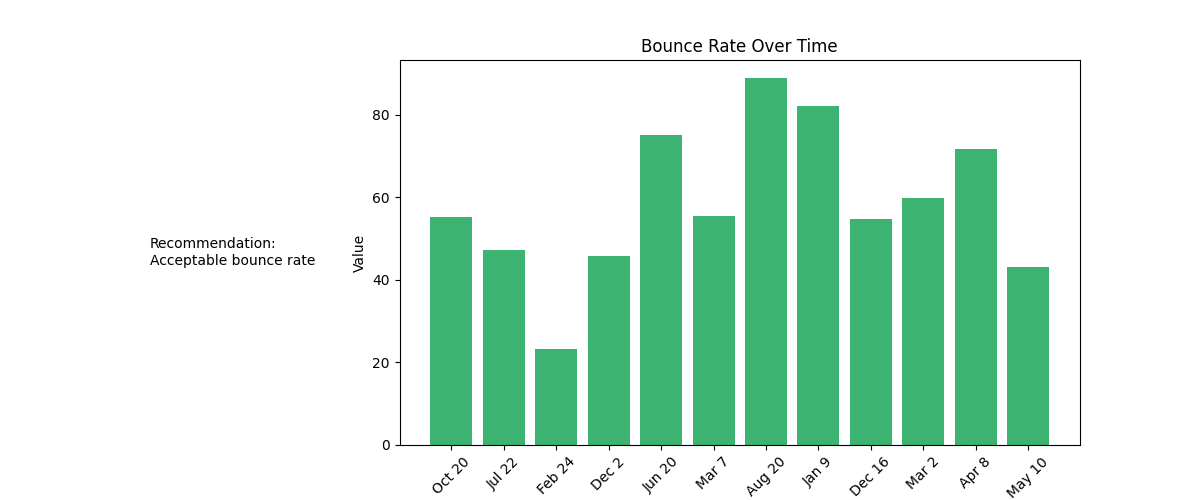 Bounce Rate Over Time
Recommendation:
Acceptable bounce rate
Value
80
60
40
20
0
Oct 20
Jul 22
Feb 24
Dec 2
Jun 20
Mar 7
Aug 20
Jan 9
Dec 16
Mar 2
Apr 8
May 10